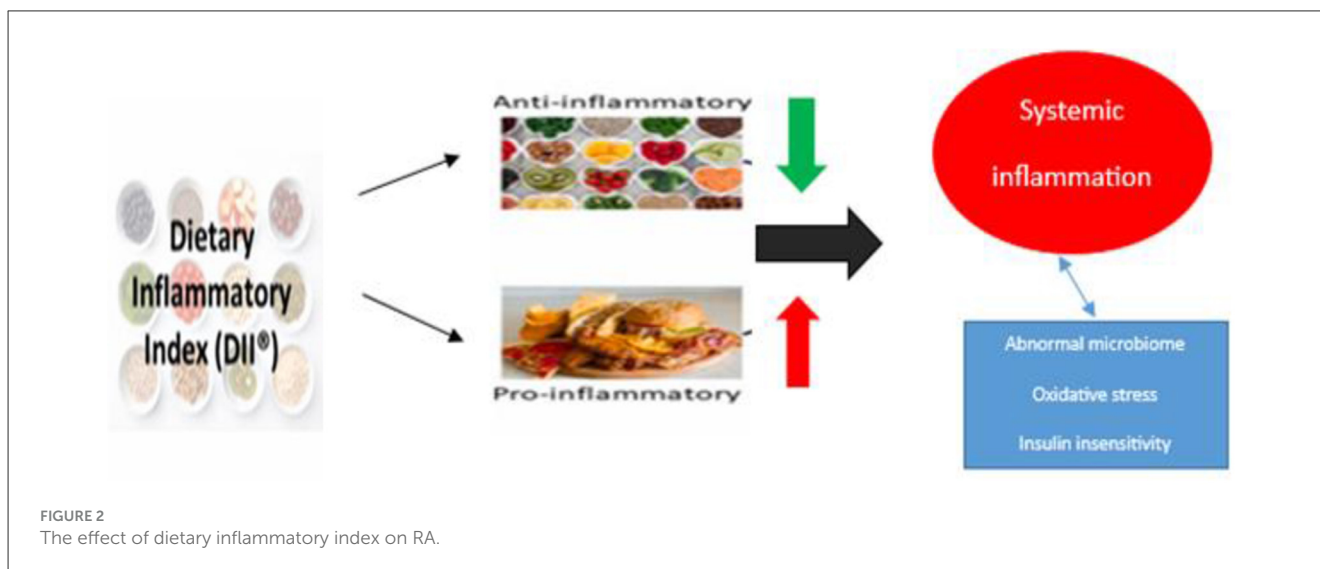 Dietary
Inflammatory
Index (DII®)
Anti-inflammatory
Pro-inflammatory
Systemic
inflammation
Abnormal microbiome
Oxidative stress
Insulin insensitivity
FIGURE 2
The effect of dietary inflammatory index on RA.